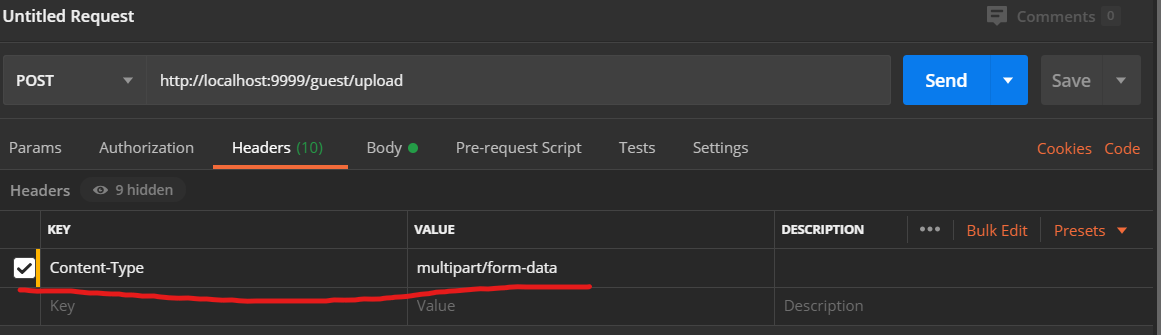 Untitled Request
Comments 0
POST http://localhost:9999/guest/upload Send Save
Params Authorization Headers (10) Body Pre-request Script Tests Settings Cookies Code
Headers 9 hidden
KEY VALUE DESCRIPTION ••• Bulk Edit Presets
Content-Type multipart/form-data
Key Value Description